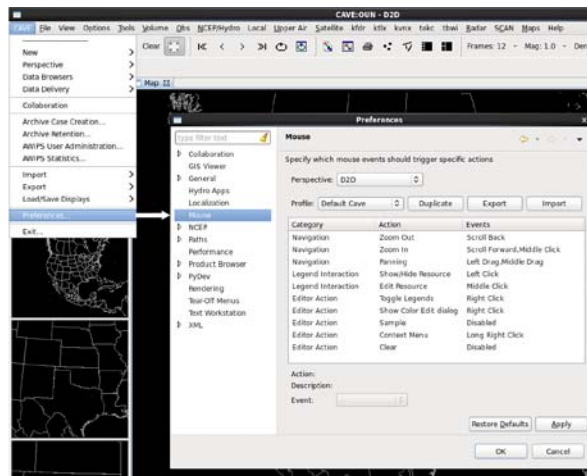 CAVE:OUN - D2D
CAVE File View Options Tools Volume Obs NCEP/Hydro Local Upper Air Satellite kfdr ktlx kvnx tokc tbwi Radar SCAN Maps Help
Clear Frames: 12 Mag: 1.0 Den
New
Perspective
Data Browsers
Data Delivery
Collaboration
Archive Case Creation...
Archive Retention...
AWIPS User Administration...
AWIPS Statistics...
Import
Export
Load/Save Displays
Preferences...
Exit...
Map
Preferences
type filter text
Collaboration
GIS Viewer
General
Hydro Apps
Localization
Mouse
NCEP
Paths
Performance
Product Browser
PyDev
Rendering
Tear-Off Menus
Text Workstation
XML
Mouse
Specify which mouse events should trigger specific actions
Perspective: D2D
Profile: Default Cave Duplicate Export Import
Category Action Events
Navigation Zoom Out Scroll Back
Navigation Zoom In Scroll Forward,Middle Click
Navigation Panning Left Drag,Middle Drag
Legend Interaction Show/Hide Resource Left Click
Legend Interaction Edit Resource Middle Click
Editor Action Toggle Legends Right Click
Editor Action Show Color Edit dialog Right Click
Editor Action Sample Disabled
Editor Action Context Menu Long Right Click
Editor Action Clear Disabled
Action:
Description:
Event:
Restore Defaults Apply
OK Cancel